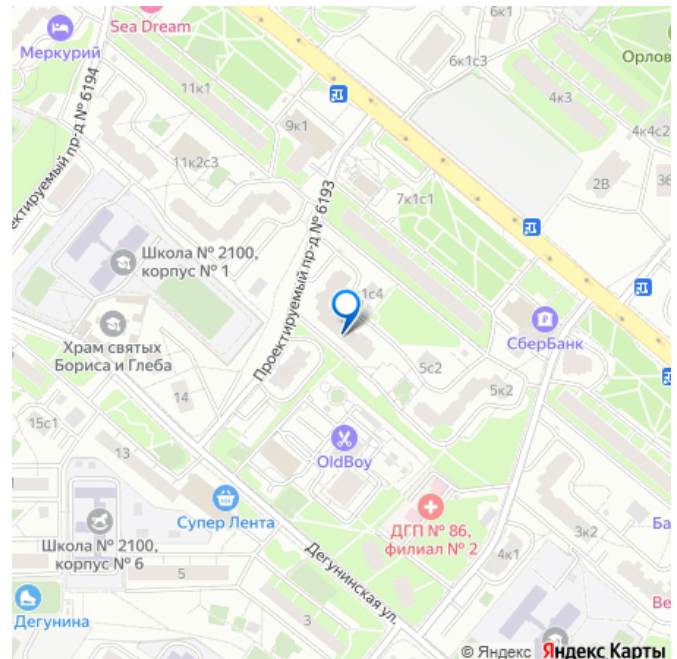 6к1
Sea Dream
Меркурий
11к1
6к1с3
Орлов
4к3
4к4с2
9к1
11к2с3
7к1с1
2В
36
Проектируемый пр-д № 6194
Проектируемый пр-д № 6193
Школа № 2100,
корпус № 1
1с4
СберБанк
Храм святых
Бориса и Глеба
5с2
5к2
14
15с1
13
OldBoy
Супер Лента
ДГП № 86,
филиал № 2
3к2
Ба
4к1
Школа № 2100,
корпус № 6
5
Дегунинская ул.
Ве
Дегунина
3
© Яндекс Яндекс Карты